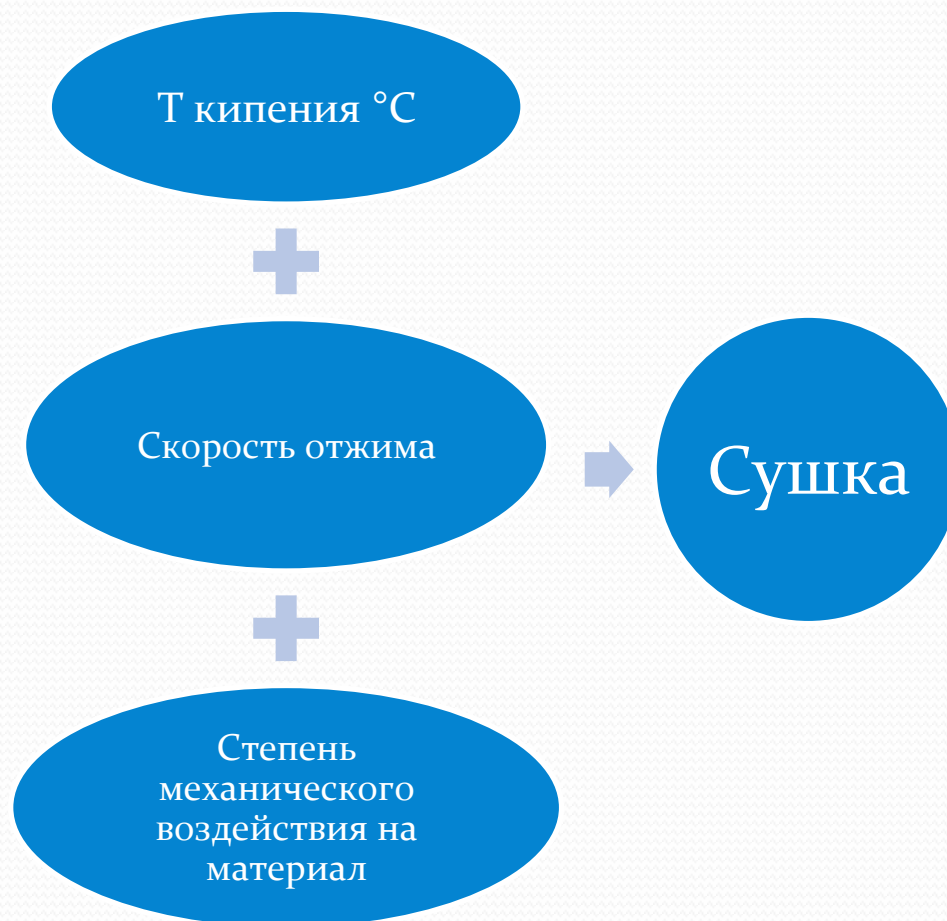 Т кипения °С
Скорость отжима
Сушка
Степень
механического
воздействия на
материал